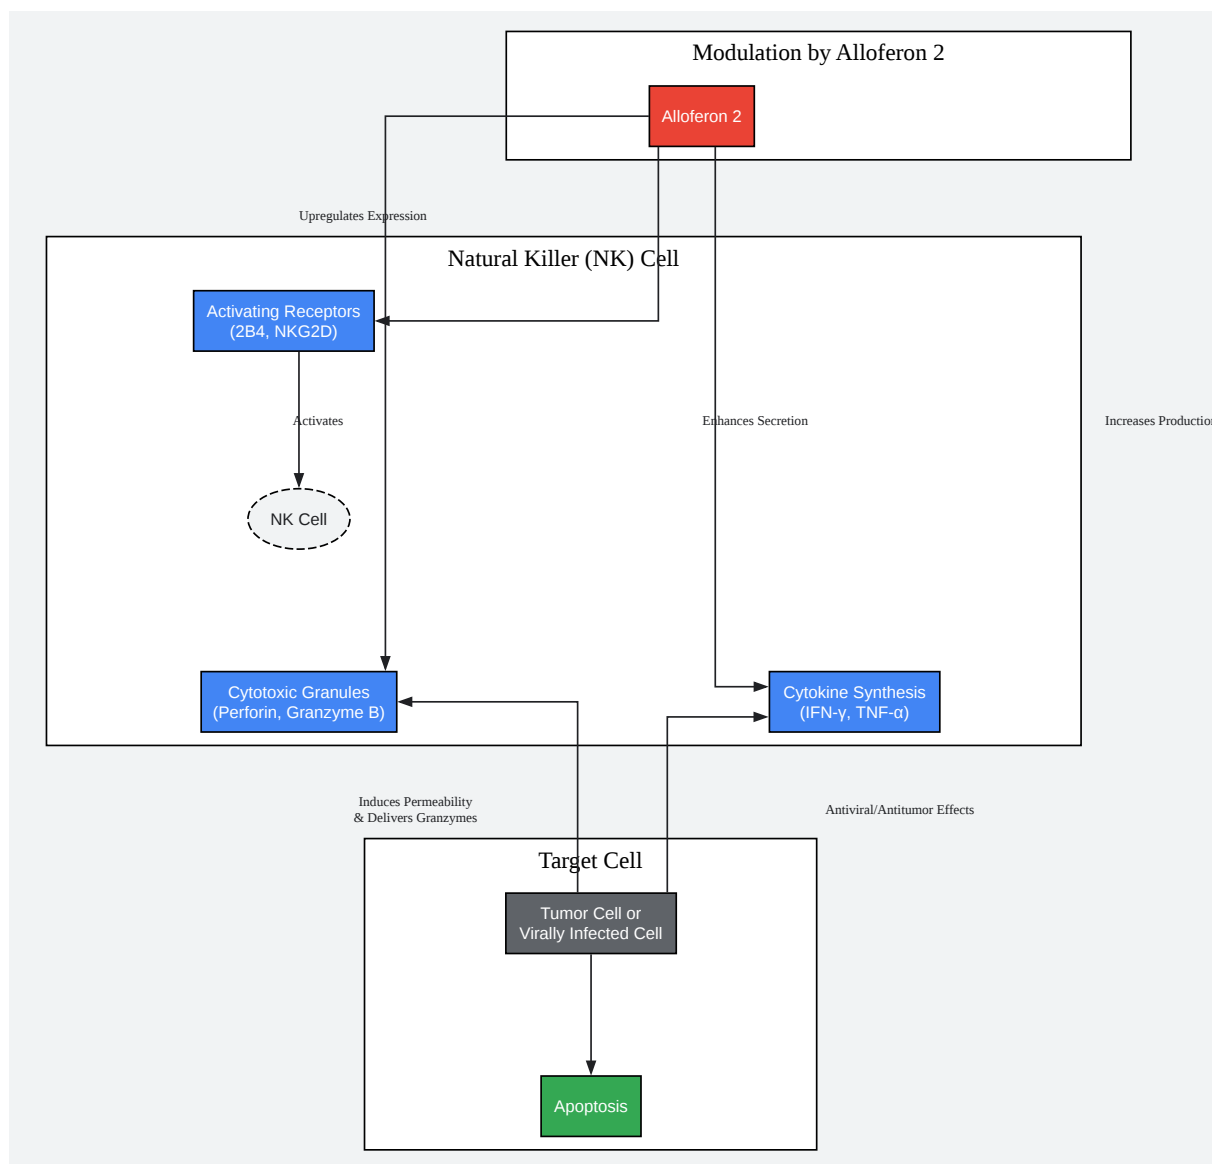 Modulation by Alloferon 2
Alloferon 2
Upregulates Expression
Natural Killer (NK) Cell
Activating Receptors
(2B4, NKG2D)
Activates
Enhances Secretion
Increases Production
NK Cell
Cytotoxic Granules
(Perforin, Granzyme B)
Cytokine Synthesis
(IFN-γ, TNF-α)
Induces Permeability
& Delivers Granzymes
Antiviral/Antitumor Effects
Target Cell
Tumor Cell or
Virally Infected Cell
Apoptosis